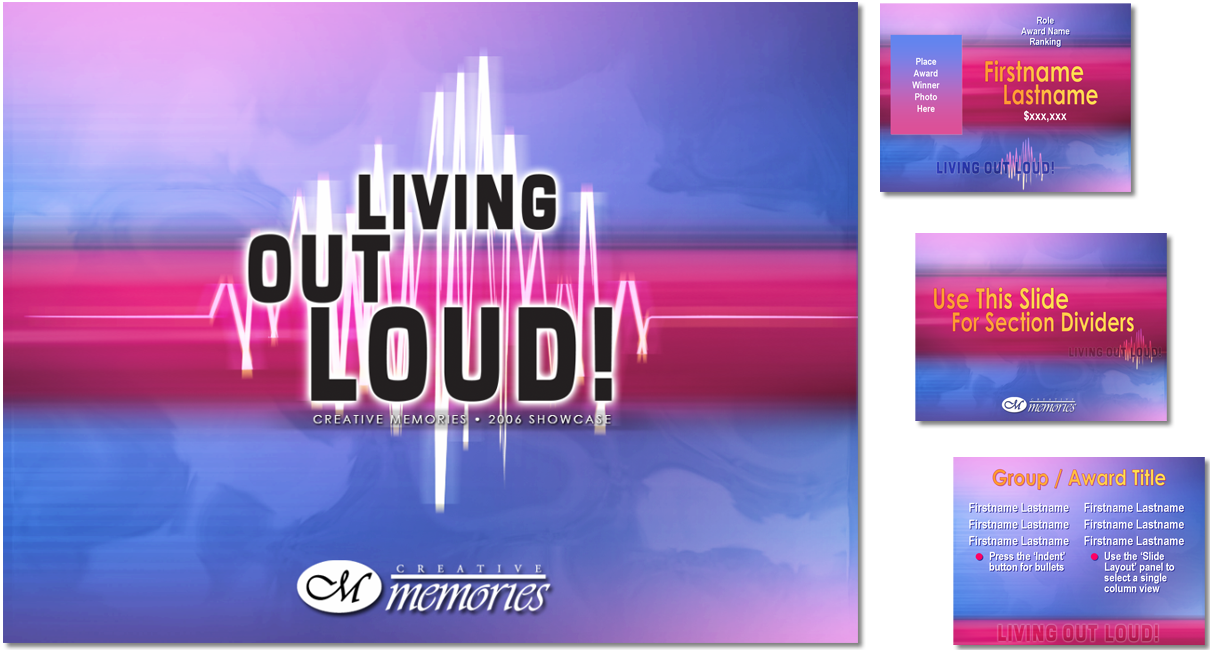 LIVING
OUT
LOUD!
CREATIVE MEMORIES • 2006 SHOWCASE
CM
CREATIVE
memories
Role
Award Name
Ranking
Place
Award
Winner
Photo
Here
Firstname
Lastname
$xxx,xxx
LIVING OUT LOUD!
Use This Slide
For Section Dividers
LIVING OUT LOUD!
CM
CREATIVE
memories
Group / Award Title
Firstname Lastname
Firstname Lastname
Firstname Lastname
Press the 'Indent'
button for bullets
Firstname Lastname
Firstname Lastname
Firstname Lastname
Use the 'Slide
Layout' panel to
select a single
column view
LIVING OUT LOUD!